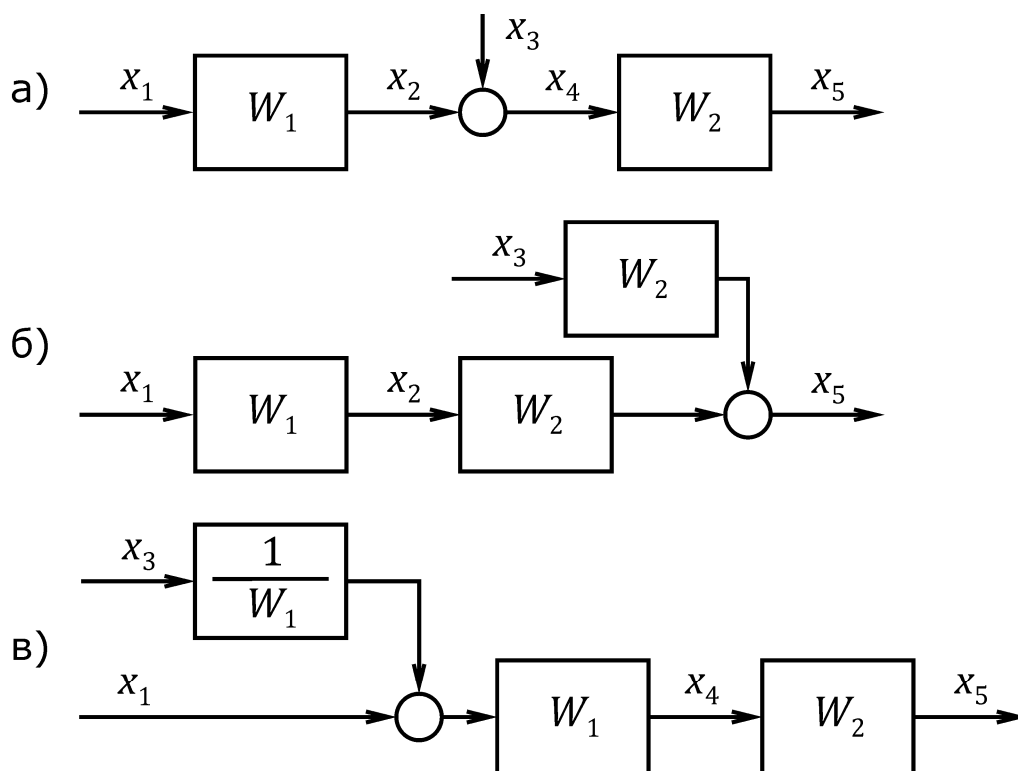 x₃
а) x₁ W₁ x₂ x₄ W₂ x₅
x₃ W₂
б) x₁ W₁ x₂ W₂ x₅
x₃ 1/W₁
в) x₁ W₁ x₄ W₂ x₅